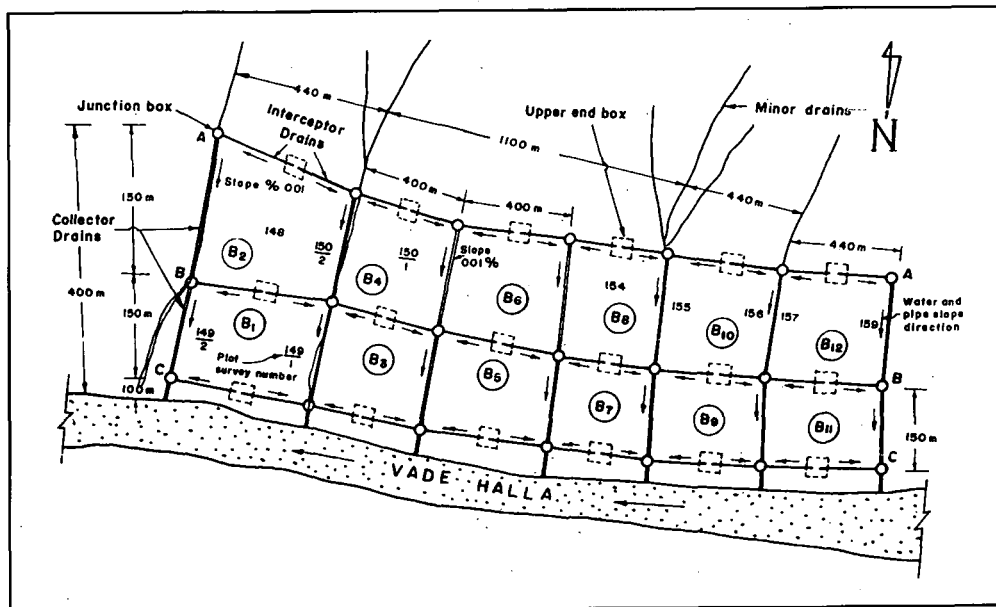 440 m
Junction box
A
Interceptor
Drains
Upper end box
Minor drains
N
1100 m
400 m
400 m
440 m
440 m
Slope % 001
150 m
Collector
Drains
148
150
2
150
1
Slope
001 %
B2
B4
B6
154
B8
155
B10
156
157
B12
159
A
Water and
pipe slope
direction
B
400 m
150 m
149
2
B1
Plot
survey number
149
1
B3
B5
B7
B9
B11
B
150 m
C
100 m
C
VADE HALLA